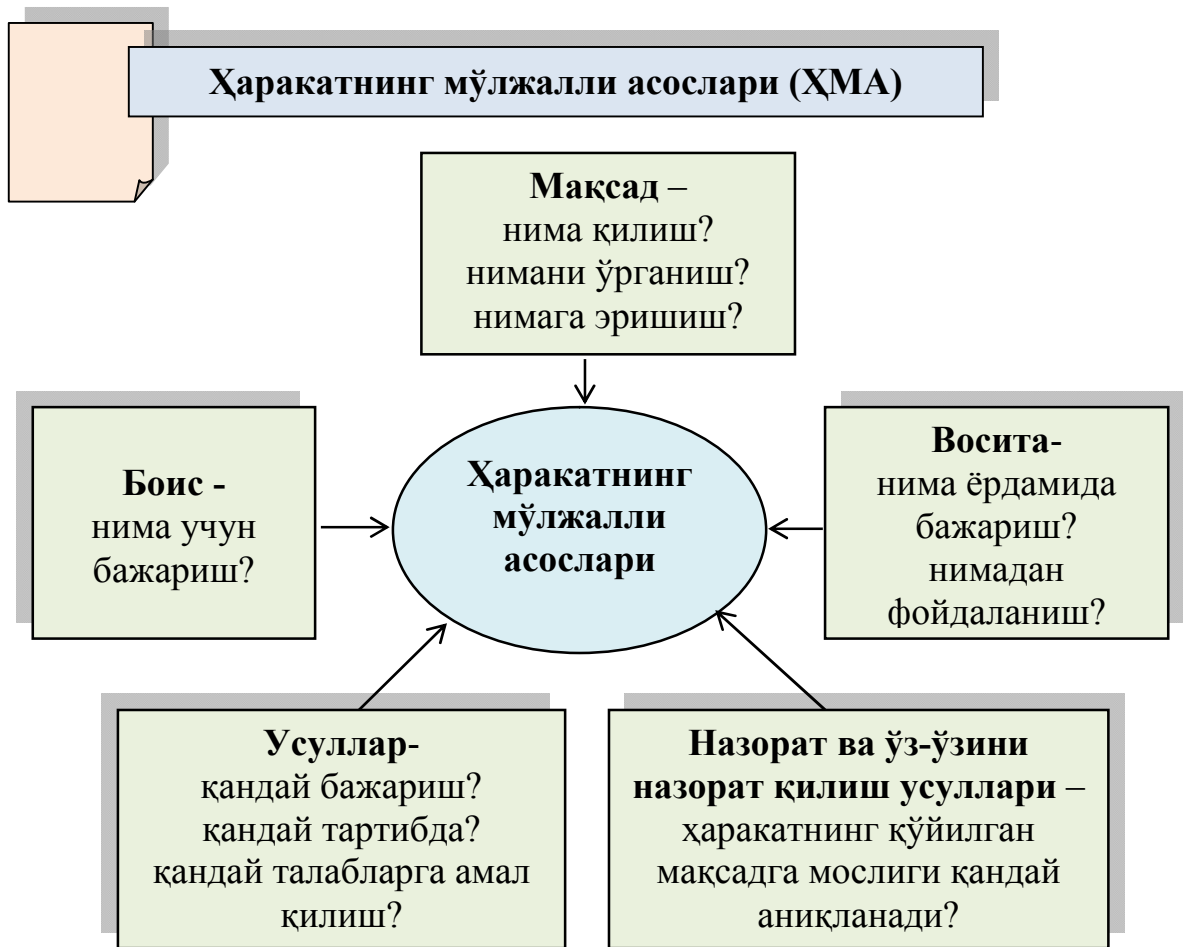 Ҳаракатнинг мўлжалли асослари (ҲМА)
Мақсад –
нима қилиш?
нимани ўрганиш?
нимага эришиш?
Боис -
нима учун
бажариш?
Ҳаракатнинг
мўлжалли
асослари
Восита-
нима ёрдамида
бажариш?
нимадан
фойдаланиш?
Усуллар-
қандай бажариш?
қандай тартибда?
қандай талабларга амал
қилиш?
Назорат ва ўз-ўзини
назорат қилиш усуллари –
ҳаракатнинг қўйилган
мақсадга мослиги қандай
аниқланади?